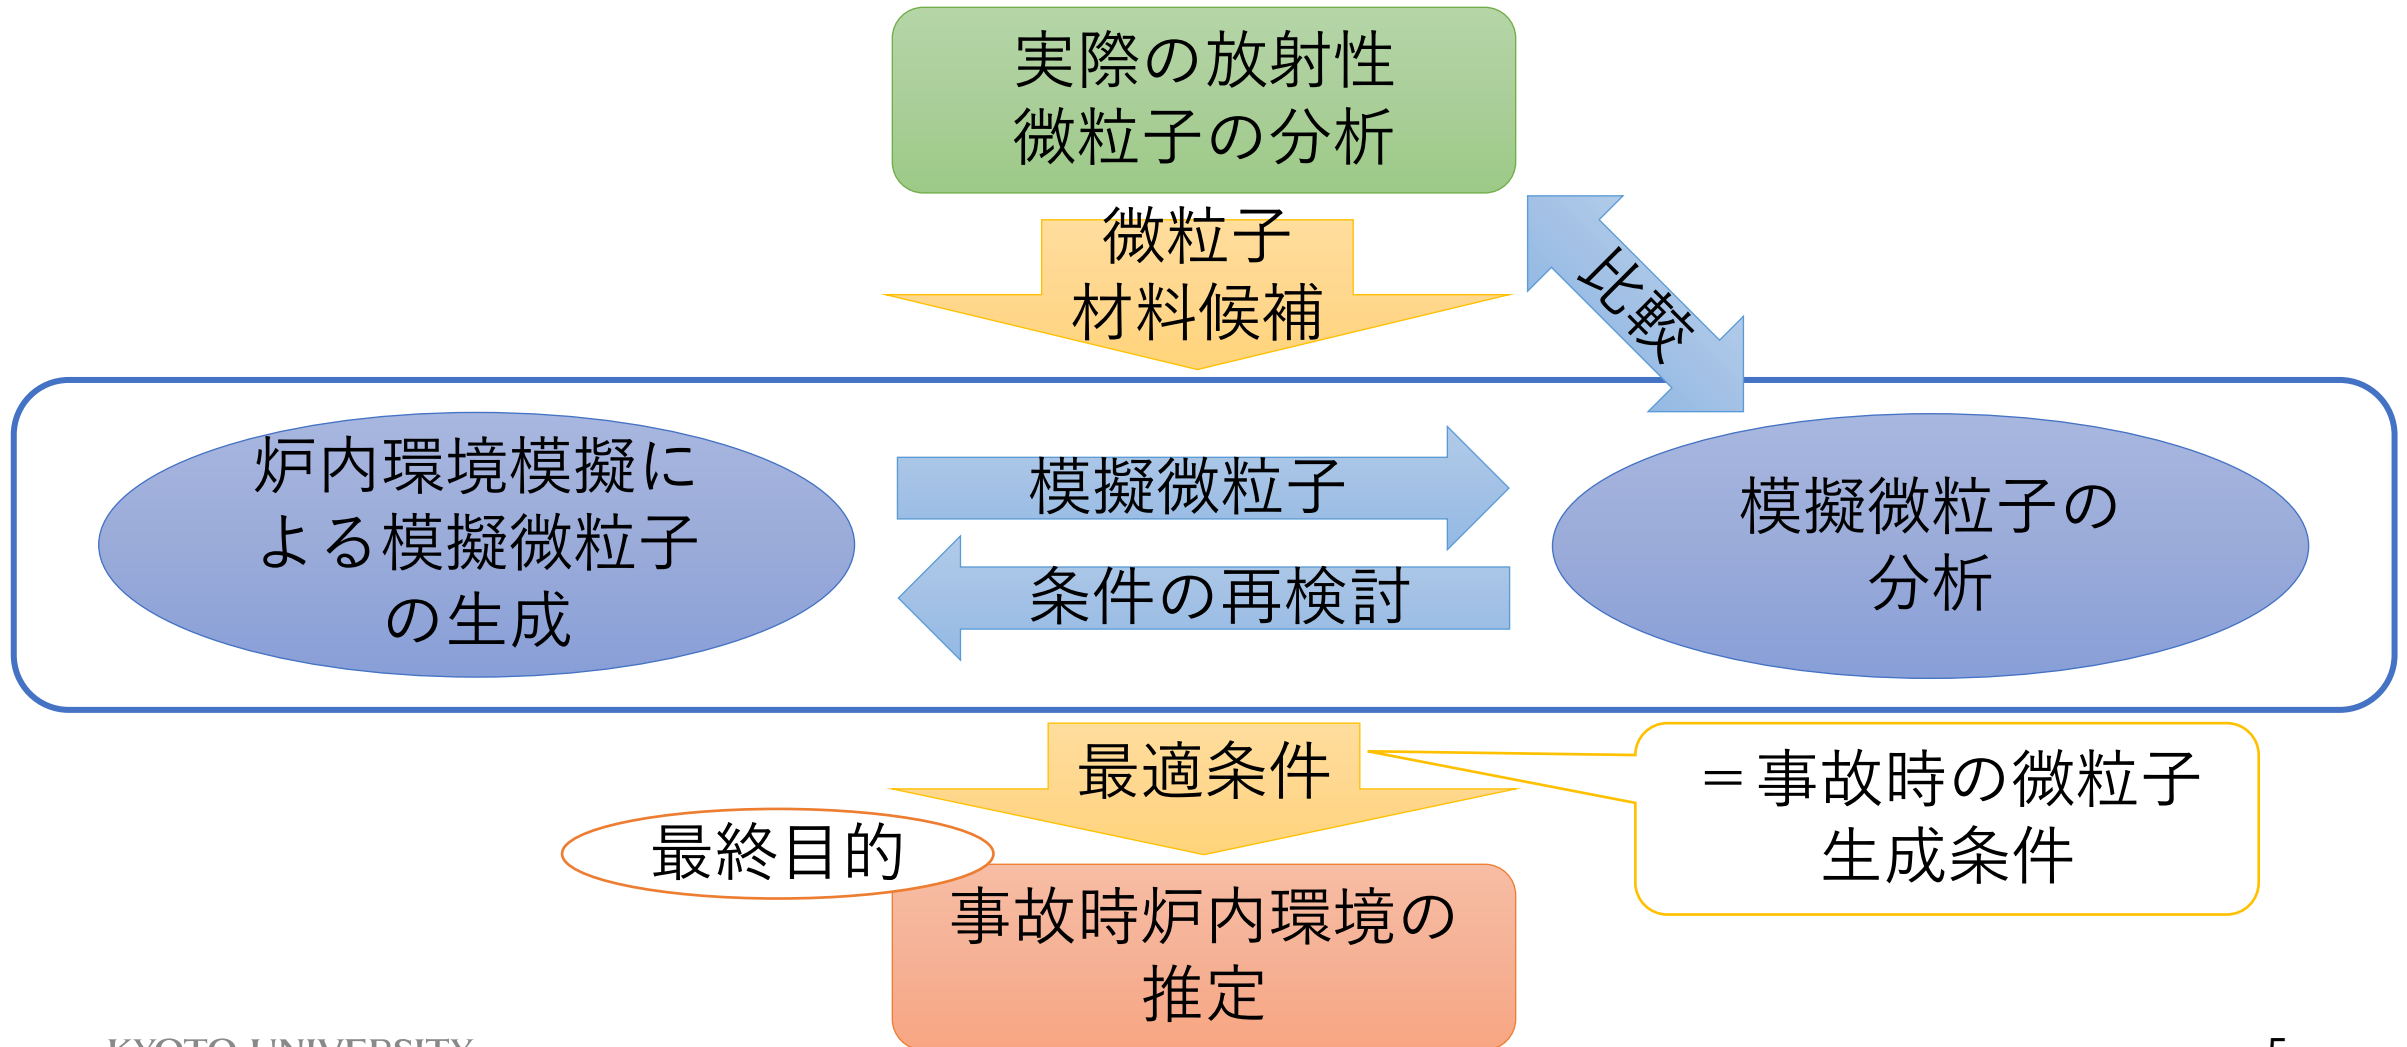 実際の放射性
微粒子の分析
微粒子
材料候補
比較
炉内環境模擬に
よる模擬微粒子
の生成
模擬微粒子
条件の再検討
模擬微粒子の
分析
最適条件
＝事故時の微粒子
生成条件
最終目的
事故時炉内環境の
推定
KYOTO UNIVERSITY
5